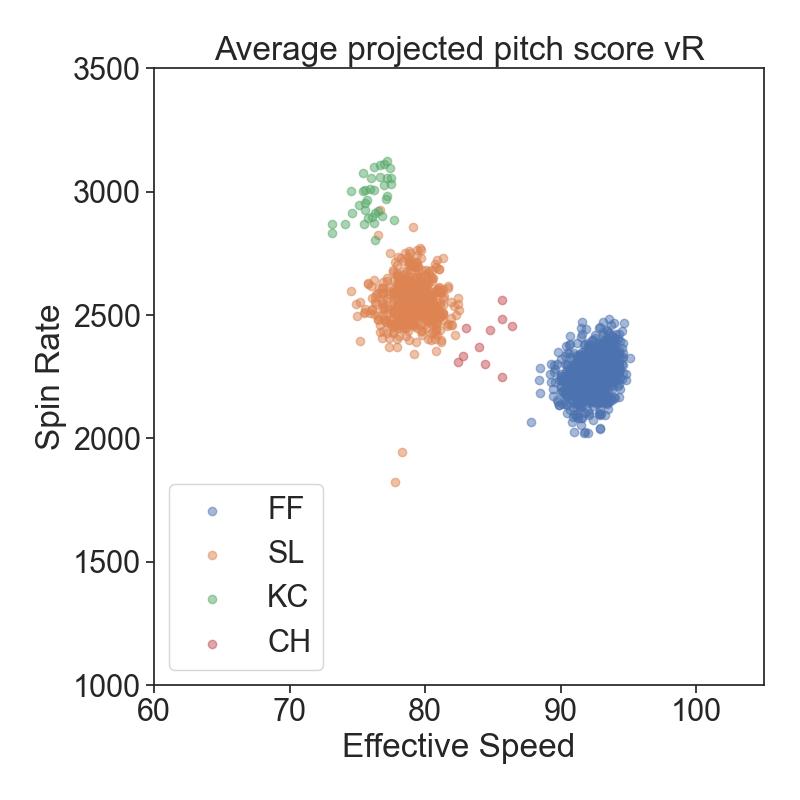 Average projected pitch score vR
3500
3000
2500
2000
1500
1000
Spin Rate
FF
SL
KC
CH
60 70 80 90 100
Effective Speed